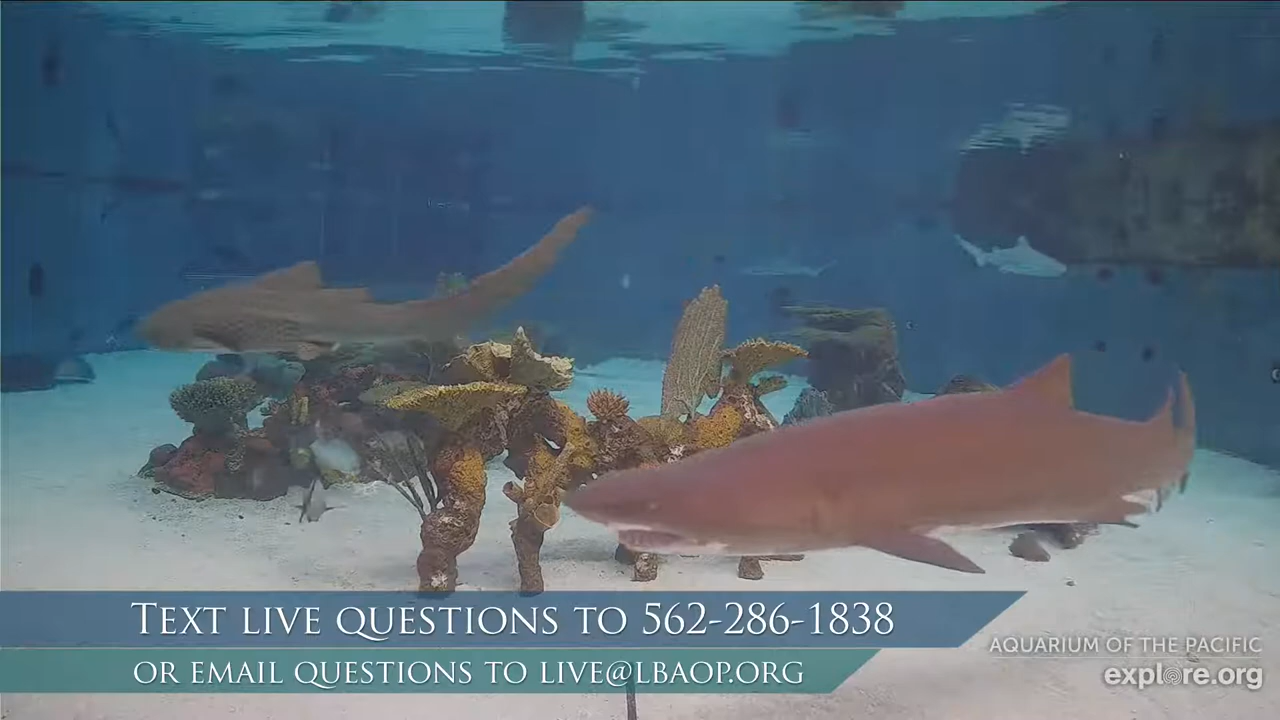 TEXT LIVE QUESTIONS TO 562-286-1838
OR EMAIL QUESTIONS TO LIVE@LBAOP.ORG
AQUARIUM OF THE PACIFIC
explore.org